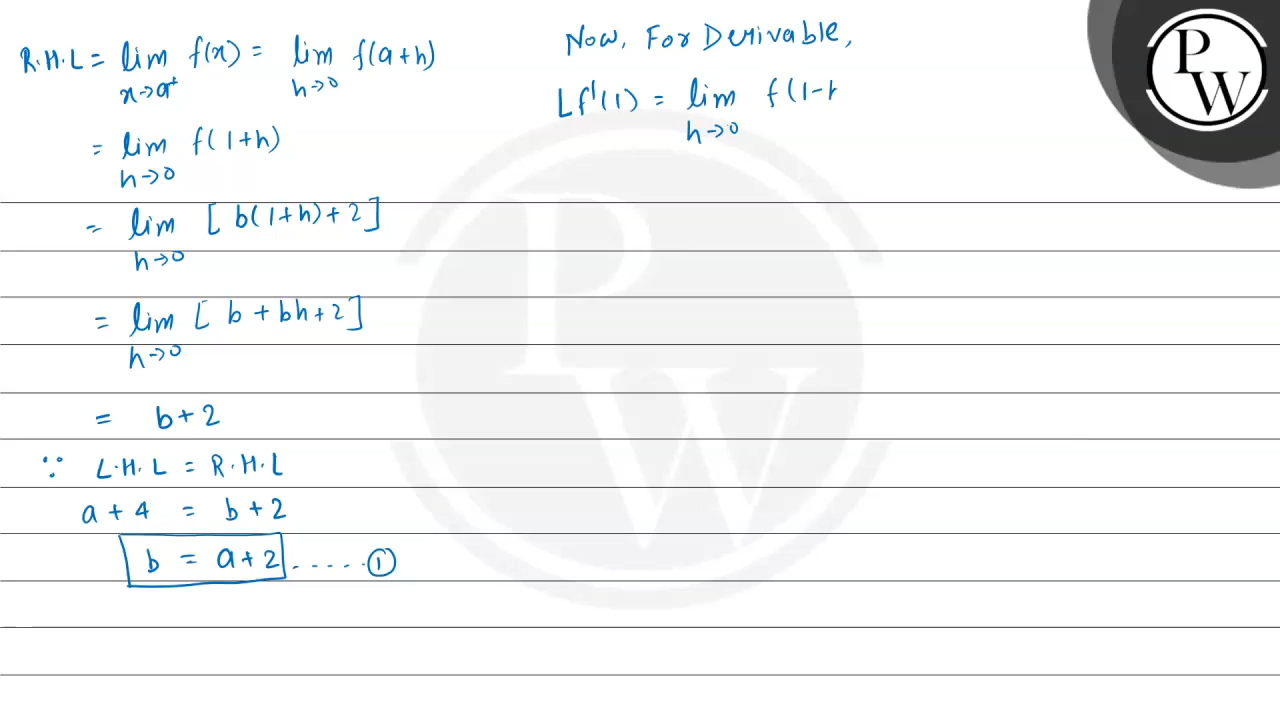 R.H.L = lim f(x) = lim f(a+h)
x→a⁺ h→0
= lim f(1+h)
h→0
= lim [b(1+h)+2]
h→0
= lim [b + bh+2]
h→0
= b+2
∵ L.H.L = R.H.L
a+4 = b+2
b = a+2 ...... ①
Now, For Derivable,
Lf'(1) = lim f(1-h
h→0
P
W
P
W